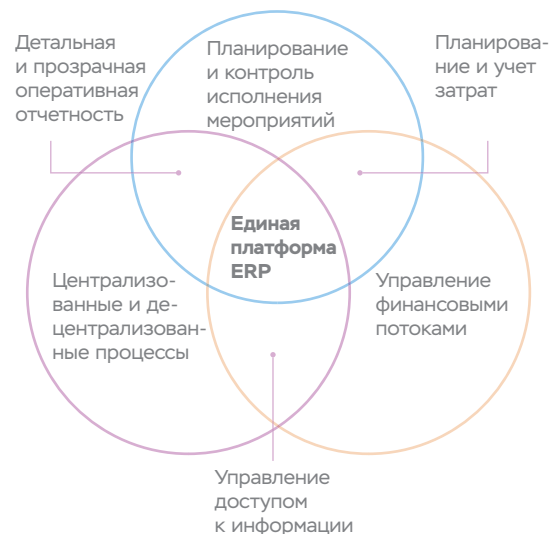 Детальная
и прозрачная
оперативная
отчетность
Планирование
и контроль
исполнения
мероприятий
Планирова-
ние и учет
затрат
Единая
платформа
ERP
Централизо-
ванные и де-
централизован-
ные процессы
Управление
финансовыми
потоками
Управление
доступом
к информации